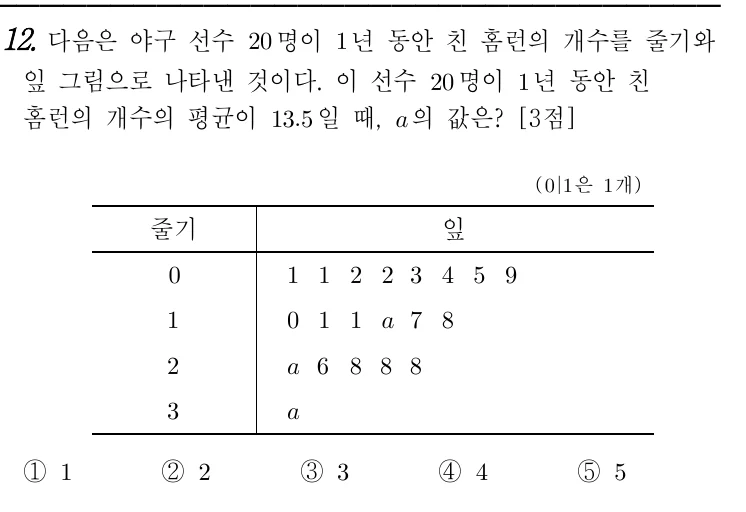 12. 다음은 야구 선수 20명이 1년 동안 친 홈런의 개수를 줄기와
잎 그림으로 나타낸 것이다. 이 선수 20명이 1년 동안 친
홈런의 개수의 평균이 13.5일 때, a의 값은? [3점]
(0|1은 1개)
줄기 잎
0 1 1 2 2 3 4 5 9
1 0 1 1 a 7 8
2 a 6 8 8 8
3 a
① 1 ② 2 ③ 3 ④ 4 ⑤ 5